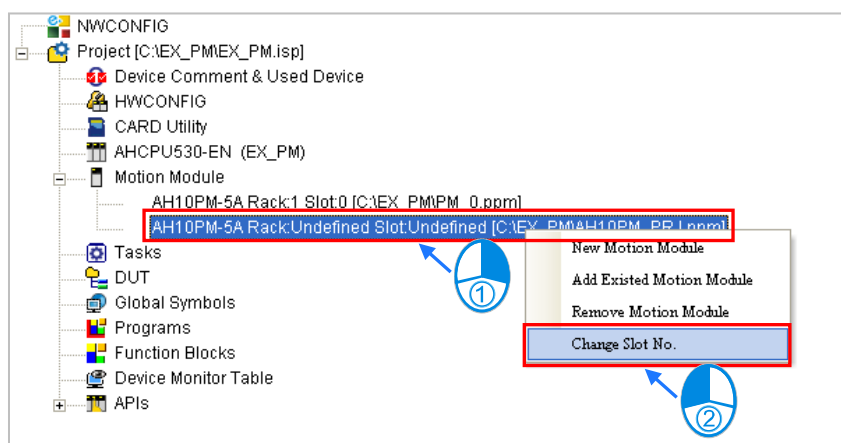 NWCONFIG
Project [C:\EX_PM\EX_PM.isp]
Device Comment & Used Device
HWCONFIG
CARD Utility
AHCPU530-EN (EX_PM)
Motion Module
AH10PM-5A Rack:1 Slot:0 [C:\EX_PM\PM_0.ppm]
AH10PM-5A Rack:Undefined Slot:Undefined [C:\EX_PM\AH10PM_PRJ.ppm]
New Motion Module
Tasks
Add Existed Motion Module
DUT
1
Global Symbols
Remove Motion Module
Programs
Change Slot No.
Function Blocks
Device Monitor Table
APIs
2